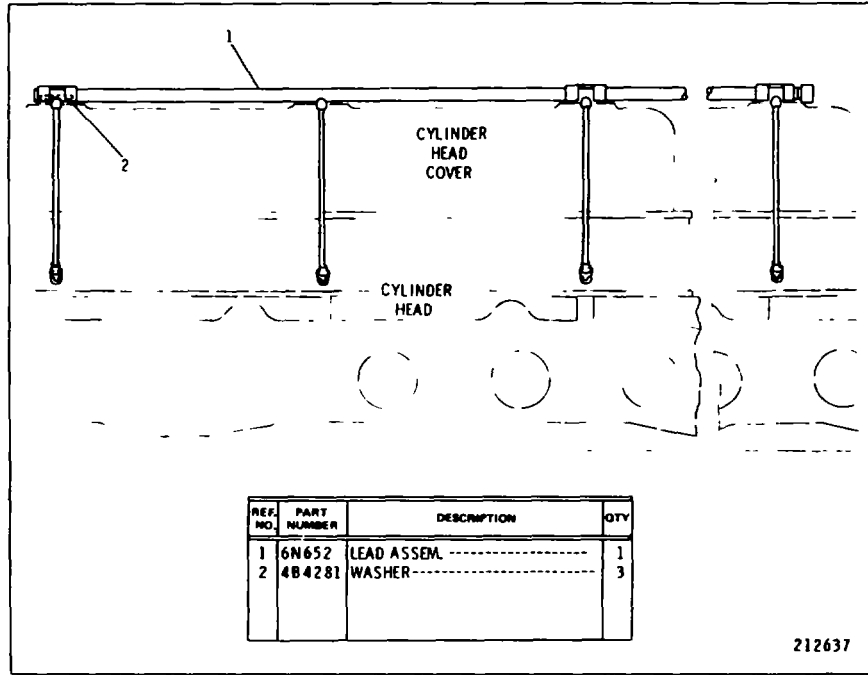 1
2
CYLINDER
HEAD
COVER
CYLINDER
HEAD
REF. NO. PART NUMBER DESCRIPTION QTY
1 6N652 LEAD ASSEM. 1
2 4B4281 WASHER 3
212637